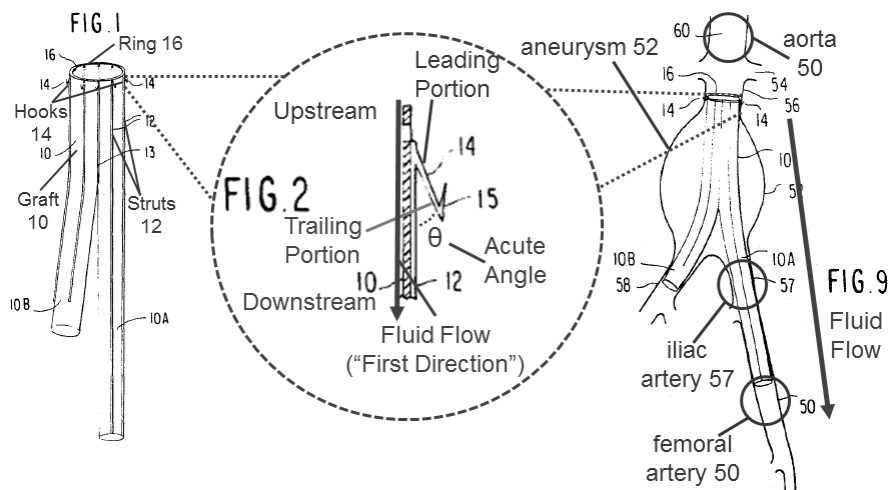 FIG.1
16
Ring 16
14
14
Hooks
14
12
10
13
Graft
10
Struts
12
10B
10A
Upstream
Leading
Portion
14
FIG.2
15
Trailing
Portion
θ
Acute
Angle
10
12
Downstream
Fluid Flow
(“First Direction”)
60
aorta
50
aneurysm 52
16
54
56
14
14
10
52
10B
10A
58
57
FIG.9
Fluid
Flow
iliac
artery 57
50
femoral
artery 50